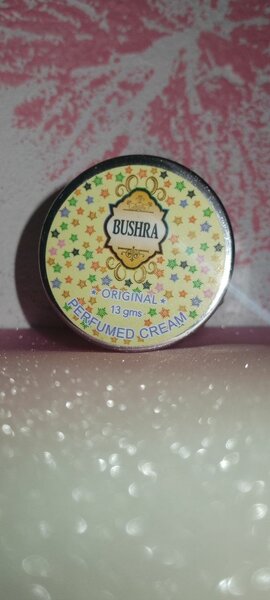 BUSHRA
ORIGINAL
13 gms
PERFUMED CREAM